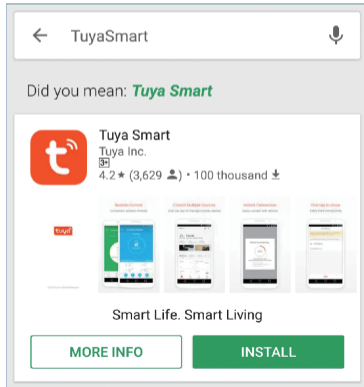 TuyaSmart
Did you mean: Tuya Smart
Tuya Smart
Tuya Inc.
3+
4.2★ (3,629) • 100 thousand
tuya
Smart Life. Smart Living
MORE INFO
INSTALL